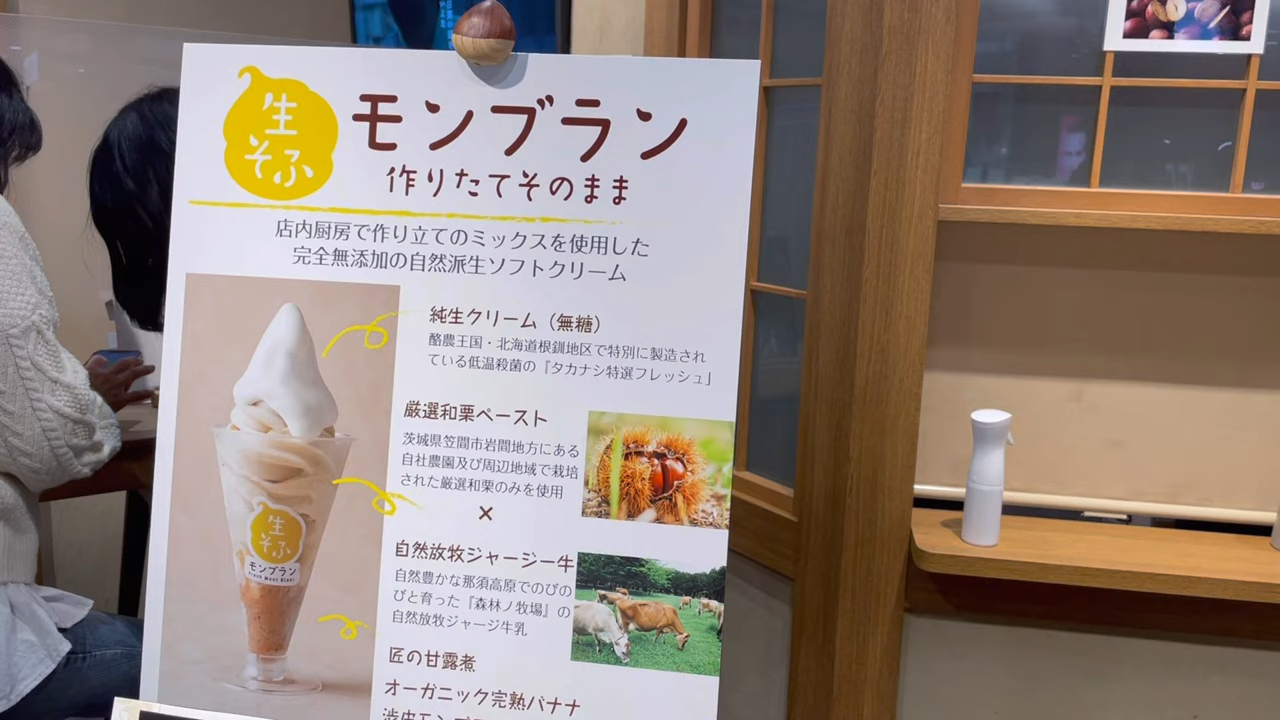 生
そふ
モンブラン
作りたてそのまま
店内厨房で作り立てのミックスを使用した
完全無添加の自然派生ソフトクリーム
純生クリーム（無糖）
酪農王国・北海道根釧地区で特別に製造され
ている低温殺菌の『タカナシ特選フレッシュ」
厳選和栗ペースト
茨城県笠間市岩間地方にある
自社農園及び周辺地域で栽培
された厳選和栗のみを使用
×
自然放牧ジャージー牛
自然豊かな那須高原でのびの
びと育った『森林ノ牧場』の
自然放牧ジャージ牛乳
生
そふ
モンブラン
Fresh Mont Blanc
匠の甘露煮
オーガニック完熟バナナ